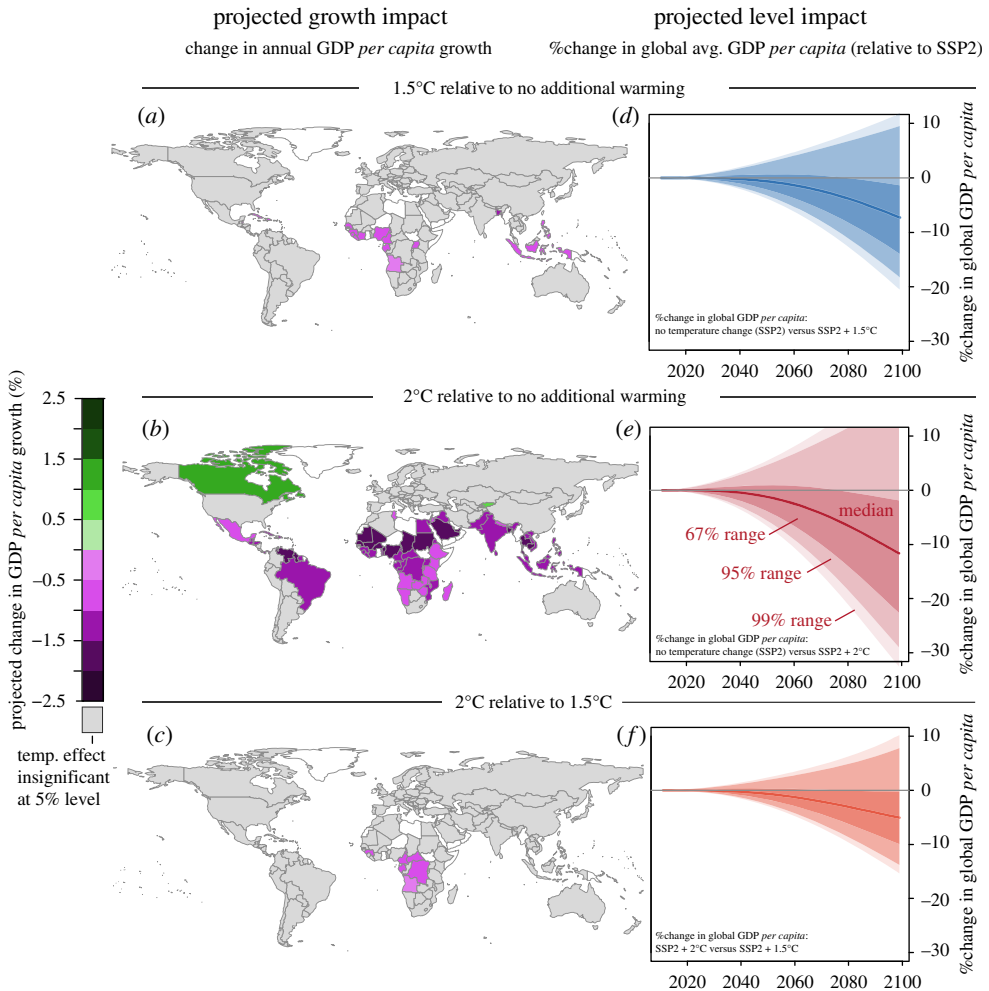 projected growth impact
projected level impact
change in annual GDP per capita growth
%change in global avg. GDP per capita (relative to SSP2)
1.5°C relative to no additional warming
(a)
(d)
10
0
−10
−20
−30
%change in global GDP per capita
%change in global GDP per capita:
no temperature change (SSP2) versus SSP2 + 1.5°C
2020 2040 2060 2080 2100
2°C relative to no additional warming
projected change in GDP per capita growth (%)
2.5
1.5
0.5
−0.5
−1.5
−2.5
temp. effect
insignificant
at 5% level
(b)
(e)
median
67% range
95% range
99% range
10
0
−10
−20
−30
%change in global GDP per capita
%change in global GDP per capita:
no temperature change (SSP2) versus SSP2 + 2°C
2020 2040 2060 2080 2100
2°C relative to 1.5°C
(c)
(f)
10
0
−10
−20
−30
%change in global GDP per capita
%change in global GDP per capita:
SSP2 + 2°C versus SSP2 + 1.5°C
2020 2040 2060 2080 2100